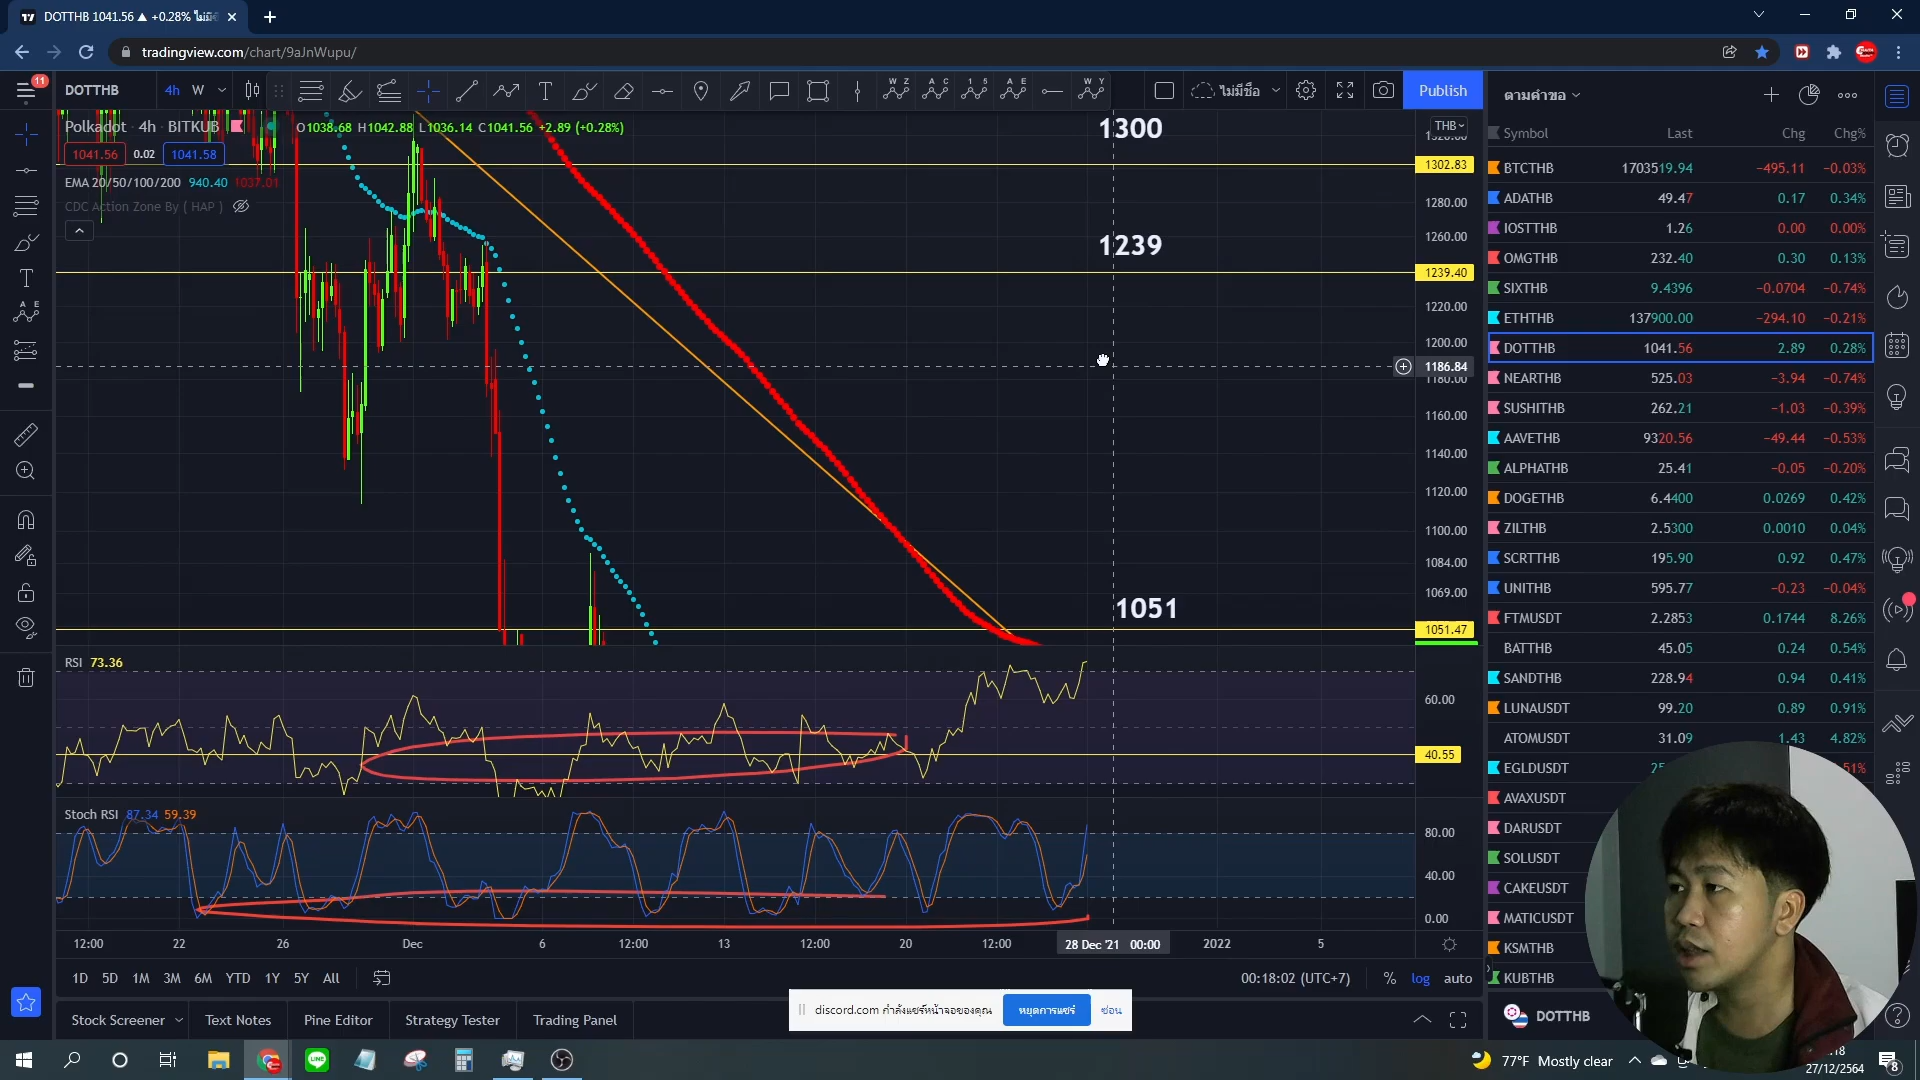 DOTTHB 1041.56 ▲ +0.28% ไม่มีชื่อ
tradingview.com/chart/9aJnWupu/
11
DOTTHB
4h W
ไม่มีชื่อ
Publish
ตามคำขอ
Polkadot · 4h · BITKUB
O1038.68 H1042.88 L1036.14 C1041.56 +2.89 (+0.28%)
1041.56 0.02 1041.58
EMA 20/50/100/200 940.40 1037.01
CDC Action Zone By ( HAP )
1300
1239
1051
THB
1302.83
1280.00
1260.00
1239.40
1220.00
1200.00
1186.84
1180.00
1160.00
1140.00
1120.00
1100.00
1084.00
1069.00
1051.47
RSI 73.36
60.00
40.55
Stoch RSI 87.34 59.39
80.00
40.00
0.00
12:00 22 26 Dec 6 12:00 13 12:00 20 12:00 28 Dec '21 00:00 2022 5
1D 5D 1M 3M 6M YTD 1Y 5Y All
00:18:02 (UTC+7) % log auto
Symbol Last Chg Chg%
BTCTHB 1703519.94 −495.11 −0.03%
ADATHB 49.47 0.17 0.34%
IOSTTHB 1.26 0.00 0.00%
OMGTHB 232.40 0.30 0.13%
SIXTHB 9.4396 −0.0704 −0.74%
ETHTHB 137900.00 −294.10 −0.21%
DOTTHB 1041.56 2.89 0.28%
NEARTHB 525.03 −3.94 −0.74%
SUSHITHB 262.21 −1.03 −0.39%
AAVETHB 9320.56 −49.44 −0.53%
ALPHATHB 25.41 −0.05 −0.20%
DOGETHB 6.4400 0.0269 0.42%
ZILTHB 2.5300 0.0010 0.04%
SCRTTHB 195.90 0.92 0.47%
UNITHB 595.77 −0.23 −0.04%
FTMUSDT 2.2853 0.1744 8.26%
BATTHB 45.05 0.24 0.54%
SANDTHB 228.94 0.94 0.41%
LUNAUSDT 99.20 0.89 0.91%
ATOMUSDT 31.09 1.43 4.82%
EGLDUSDT
AVAXUSDT
DARUSDT
SOLUSDT
CAKEUSDT
MATICUSDT
KSMTHB
KUBTHB
DOTTHB
discord.com กำลังแชร์หน้าจอของคุณ หยุดการแชร์ ซ่อน
Stock Screener Text Notes Pine Editor Strategy Tester Trading Panel
77°F Mostly clear
27/12/2564
8